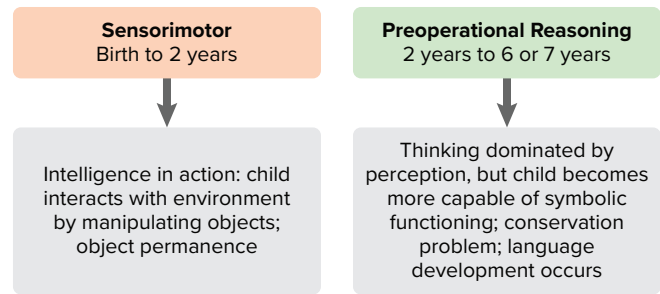 Sensorimotor
Birth to 2 years
Intelligence in action: child
interacts with environment
by manipulating objects;
object permanence
Preoperational Reasoning
2 years to 6 or 7 years
Thinking dominated by
perception, but child becomes
more capable of symbolic
functioning; conservation
problem; language
development occurs